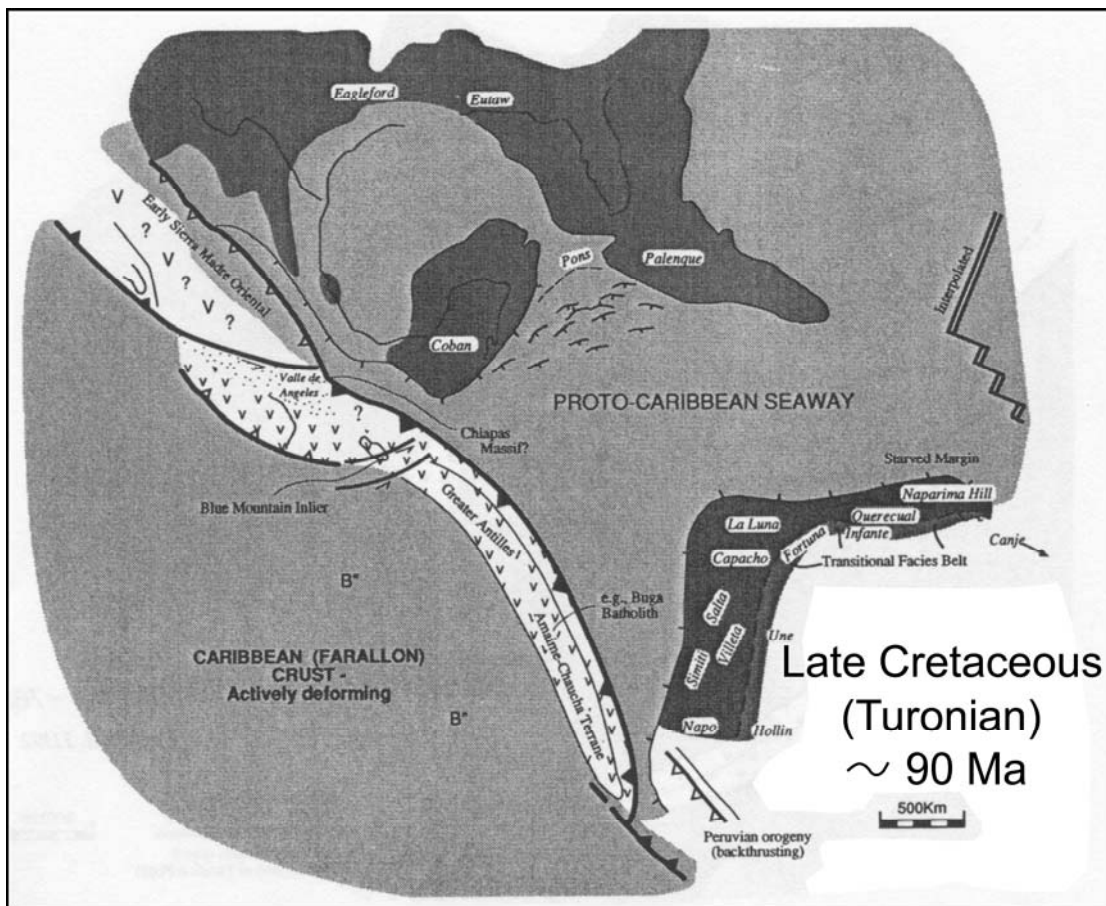 Eagleford
Eutaw
Early Sierra Madre Oriental
V
?
V
?
V
?
Pons
Palenque
Interpolated
Coban
Valle de
Angeles
?
PROTO-CARIBBEAN SEAWAY
Chiapas
Massif?
Starved Margin
Blue Mountain Inlier
Greater Antilles
Naparima Hill
La Luna
Querecual
Infante
Fortuna
Canje
Capacho
Transitional Facies Belt
B"
e.g., Buga
Batholith
Salta
Une
Simiti
Villeta
Amaime-Chaucha Terrane
CARIBBEAN (FARALLON)
CRUST -
Actively deforming
B"
Napo
Hollin
Late Cretaceous
(Turonian)
~ 90 Ma
500Km
Peruvian orogeny
(backthrusting)